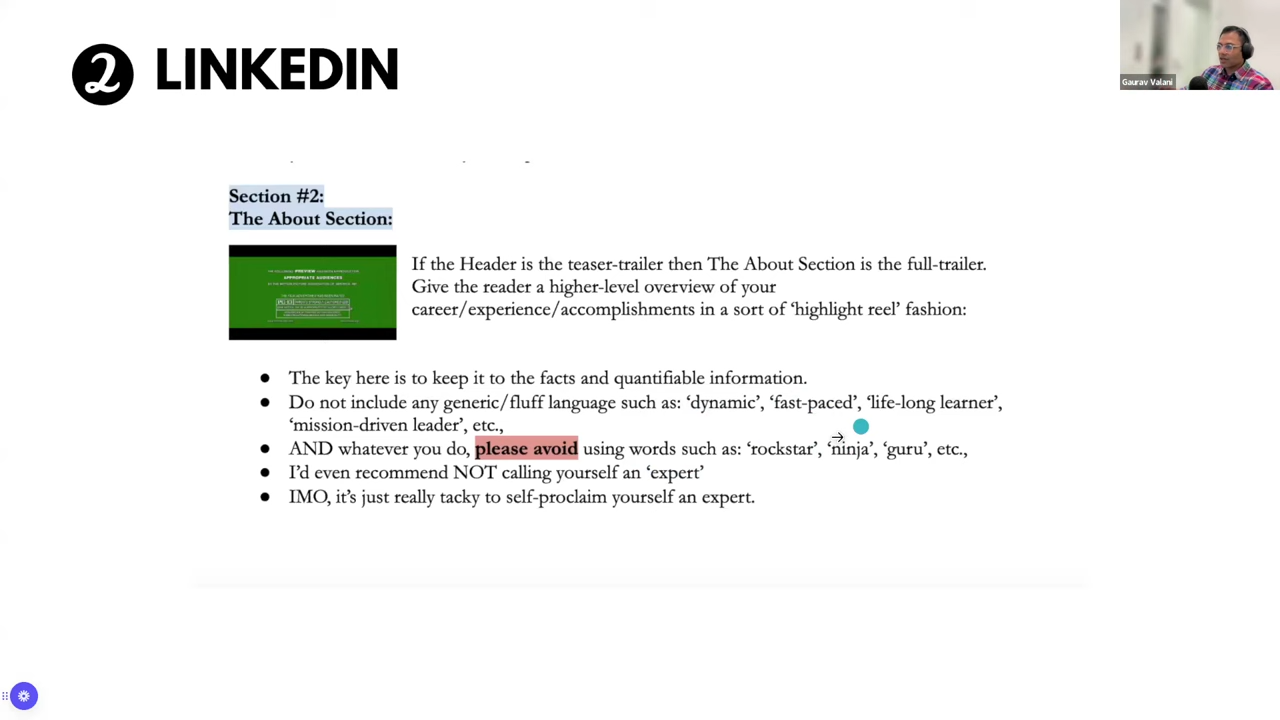 2 LINKEDIN
Gaurav Valani
Section #2:
The About Section:
If the Header is the teaser-trailer then The About Section is the full-trailer.
Give the reader a higher-level overview of your
career/experience/accomplishments in a sort of ‘highlight reel’ fashion:
PREVIEW
APPROPRIATE AUDIENCES
● The key here is to keep it to the facts and quantifiable information.
● Do not include any generic/fluff language such as: ‘dynamic’, ‘fast-paced’, ‘life-long learner’,
‘mission-driven leader’, etc.,
● AND whatever you do, please avoid using words such as: ‘rockstar’, ‘ninja’, ‘guru’, etc.,
● I’d even recommend NOT calling yourself an ‘expert’
● IMO, it’s just really tacky to self-proclaim yourself an expert.